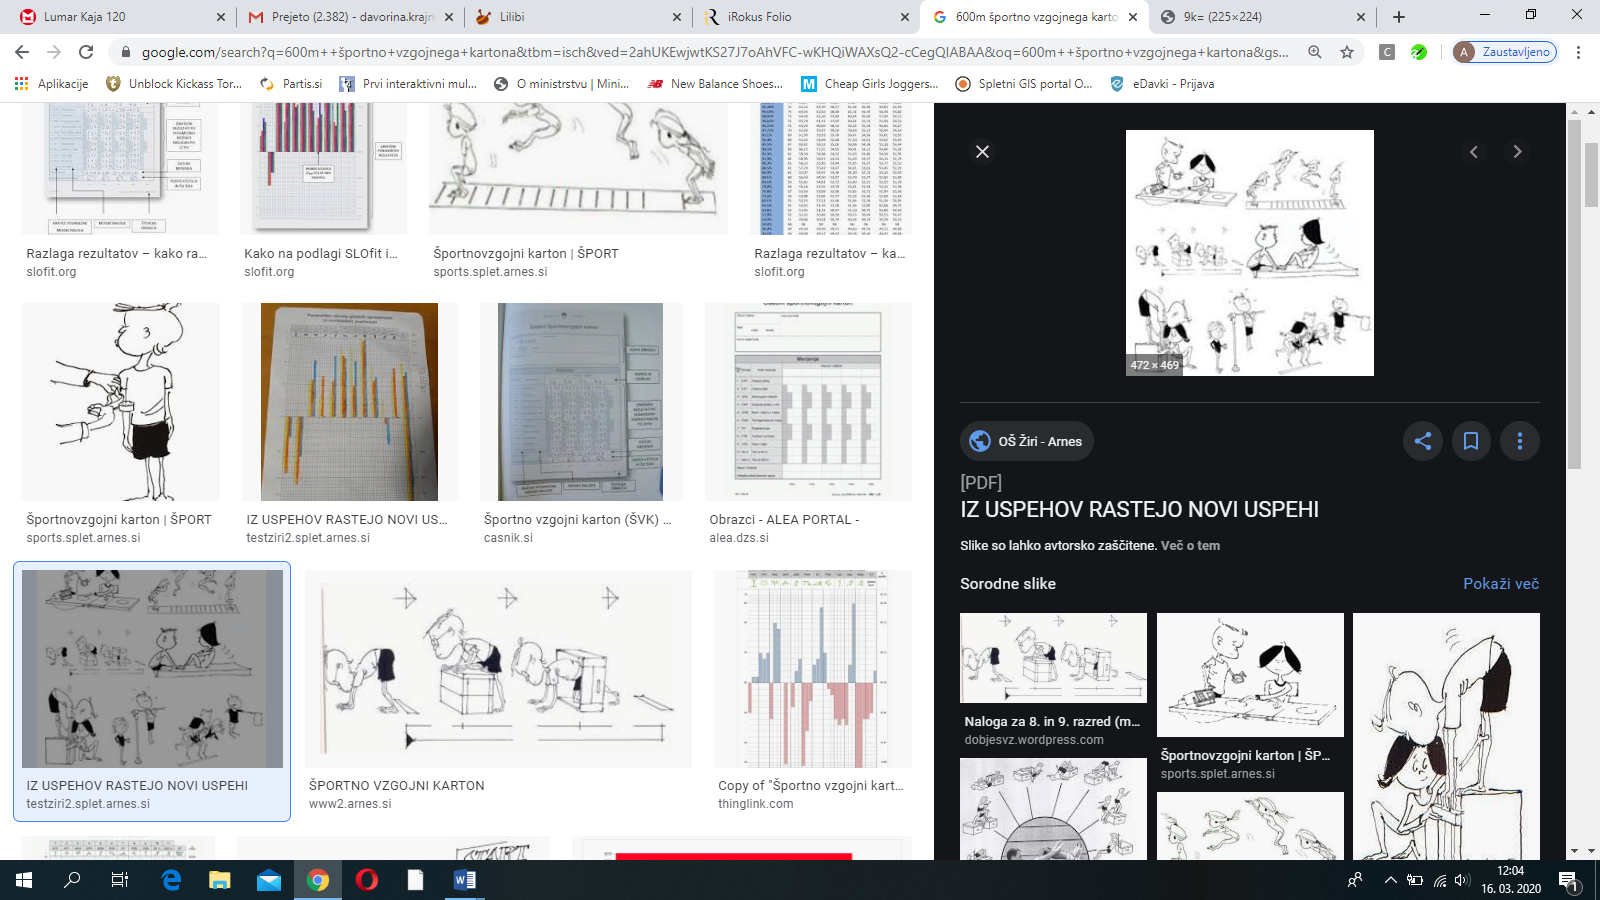 Lumar Kaja 120
Prejeto (2.382) - davorina.krajn
Lilibi
iRokus Folio
600m športno vzgojnega karto
9k= (225×224)
google.com/search?q=600m++športno+vzgojnega+kartona&tbm=isch&ved=2ahUKEwjwtKS27J7oAhVFC-wKHQiWAXsQ2-cCegQIABAA&oq=600m++športno+vzgojnega+kartona&gs...
Zaustavljeno
Aplikacije
Unblock Kickass Tor...
Partis.si
Prvi interaktivni mul...
O ministrstvu | Mini...
New Balance Shoes...
Cheap Girls Joggers...
Spletni GIS portal O...
eDavki - Prijava
Razlaga rezultatov – kako ra...
slofit.org
Kako na podlagi SLOfit i...
slofit.org
Športnovzgojni karton | ŠPORT
sports.splet.arnes.si
Razlaga rezultatov – ka...
slofit.org
Športnovzgojni karton | ŠPORT
sports.splet.arnes.si
IZ USPEHOV RASTEJO NOVI US...
testziri2.splet.arnes.si
Športno vzgojni karton (ŠVK) ...
casnik.si
Obrazci - ALEA PORTAL -
alea.dzs.si
IZ USPEHOV RASTEJO NOVI USPEHI
testziri2.splet.arnes.si
ŠPORTNO VZGOJNI KARTON
www2.arnes.si
Copy of "Športno vzgojni kart...
thinglink.com
START
472 × 469
OŠ Žiri - Arnes
[PDF]
IZ USPEHOV RASTEJO NOVI USPEHI
Slike so lahko avtorsko zaščitene. Več o tem
Sorodne slike
Pokaži več
Naloga za 8. in 9. razred (m...
dobjesvz.wordpress.com
Športnovzgojni karton | ŠP...
sports.splet.arnes.si
12:04
16. 03. 2020
1